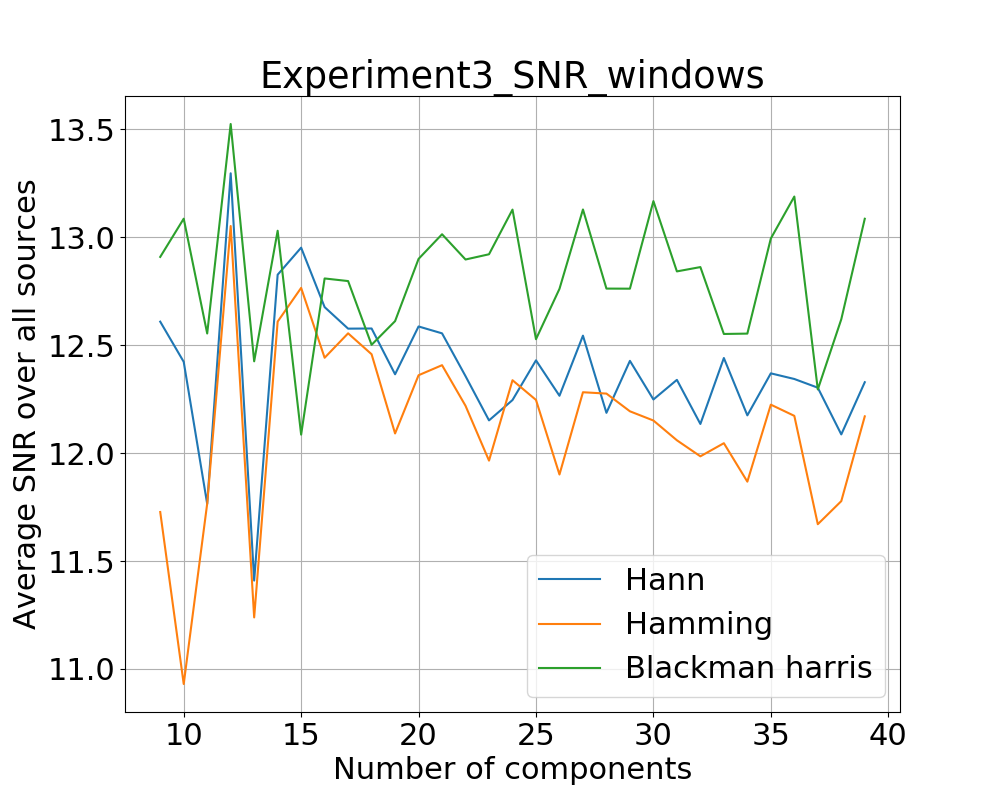 Experiment3_SNR_windows
Average SNR over all sources
13.5
13.0
12.5
12.0
11.5
11.0
Hann
Hamming
Blackman harris
10 15 20 25 30 35 40
Number of components